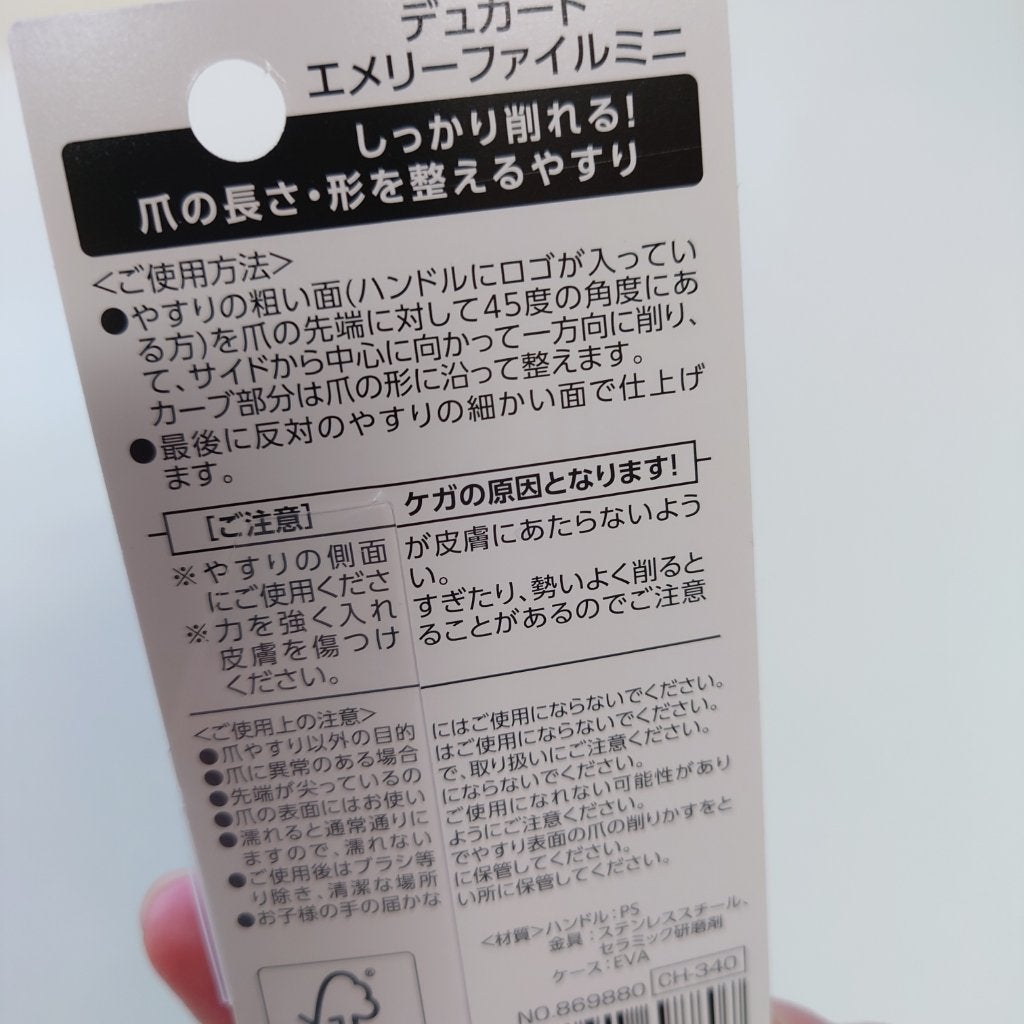 デュカート
エメリーファイルミニ
しっかり削れる!
爪の長さ・形を整えるやすり
<ご使用方法>
●やすりの粗い面(ハンドルにロゴが入ってい
る方)を爪の先端に対して45度の角度にあ
て、サイドから中心に向かって一方向に削り、
カーブ部分は爪の形に沿って整えます。
●最後に反対のやすりの細かい面で仕上げ
ます。
[ご注意] ケガの原因となります!
※やすりの側面が皮膚にあたらないよう
にご使用ください。
※力を強く入れすぎたり、勢いよく削ると
皮膚を傷つけることがあるのでご注意
ください。
<ご使用上の注意>
●爪やすり以外の目的にはご使用にならないでください。
●爪に異常のある場合はご使用にならないでください。
●先端が尖っているので、取り扱いにご注意ください。
●爪の表面にはお使いにならないでください。
●濡れると通常通りにご使用になれない可能性があり
ますので、濡れないようにご注意ください。
●ご使用後はブラシ等でやすり表面の爪の削りかすをと
り除き、清潔な場所に保管してください。
●お子様の手の届かない所に保管してください。
<材質>ハンドル:PS
金具:ステンレススチール、
セラミック研磨剤
ケース:EVA
NO.869880 CH-340